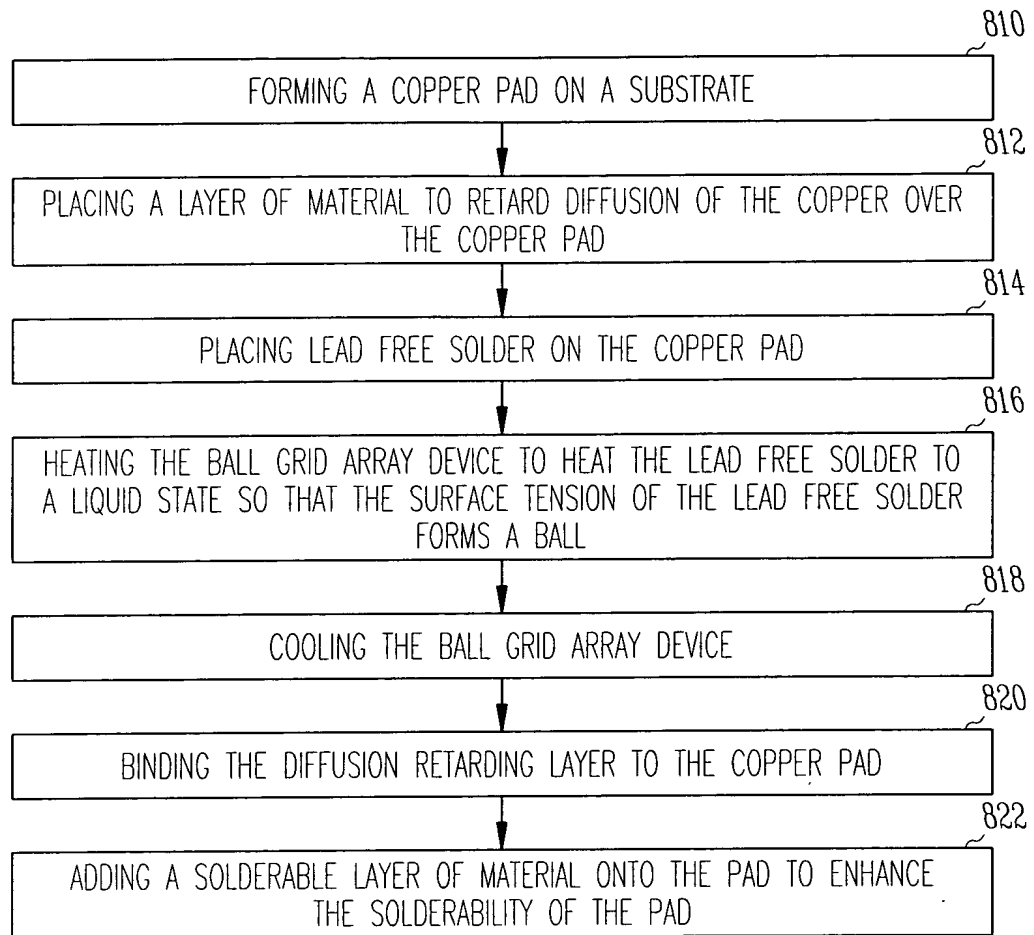 810
FORMING A COPPER PAD ON A SUBSTRATE
812
PLACING A LAYER OF MATERIAL TO RETARD DIFFUSION OF THE COPPER OVER
THE COPPER PAD
814
PLACING LEAD FREE SOLDER ON THE COPPER PAD
816
HEATING THE BALL GRID ARRAY DEVICE TO HEAT THE LEAD FREE SOLDER TO
A LIQUID STATE SO THAT THE SURFACE TENSION OF THE LEAD FREE SOLDER
FORMS A BALL
818
COOLING THE BALL GRID ARRAY DEVICE
820
BINDING THE DIFFUSION RETARDING LAYER TO THE COPPER PAD
822
ADDING A SOLDERABLE LAYER OF MATERIAL ONTO THE PAD TO ENHANCE
THE SOLDERABILITY OF THE PAD